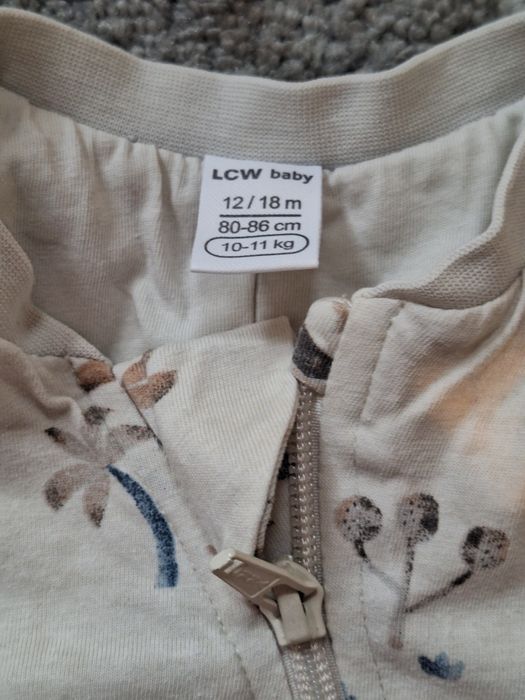 LCW baby
12 / 18 m
80-86 cm
10-11 kg